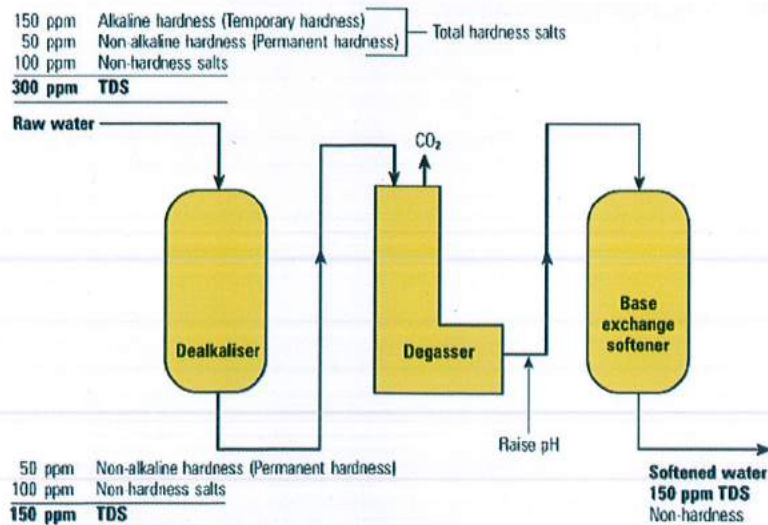 150 ppm Alkaline hardness (Temporary hardness)
50 ppm Non-alkaline hardness (Permanent hardness)
Total hardness salts
100 ppm Non-hardness salts
300 ppm TDS
Raw water
CO₂
Dealkaliser
Degasser
Base
exchange
softener
Raise pH
50 ppm Non-alkaline hardness (Permanent hardness)
100 ppm Non-hardness salts
150 ppm TDS
Softened water
150 ppm TDS
Non-hardness